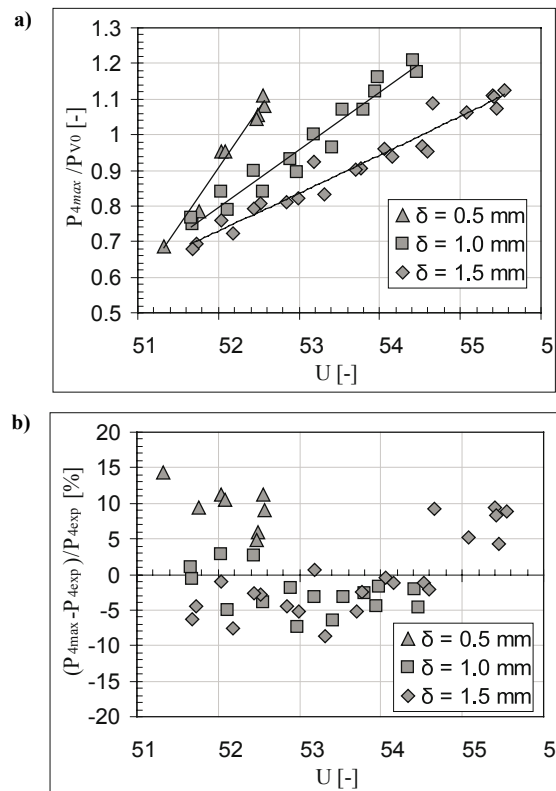 a)
P4max/PV0 [-]
1.3
1.2
1.1
1
0.9
0.8
0.7
0.6
0.5
δ = 0.5 mm
δ = 1.0 mm
δ = 1.5 mm
51 52 53 54 55 5
U [-]
b)
(P4max-P4exp)/P4exp [%]
20
15
10
5
0
-5
-10
-15
-20
δ = 0.5 mm
δ = 1.0 mm
δ = 1.5 mm
51 52 53 54 55 5
U [-]